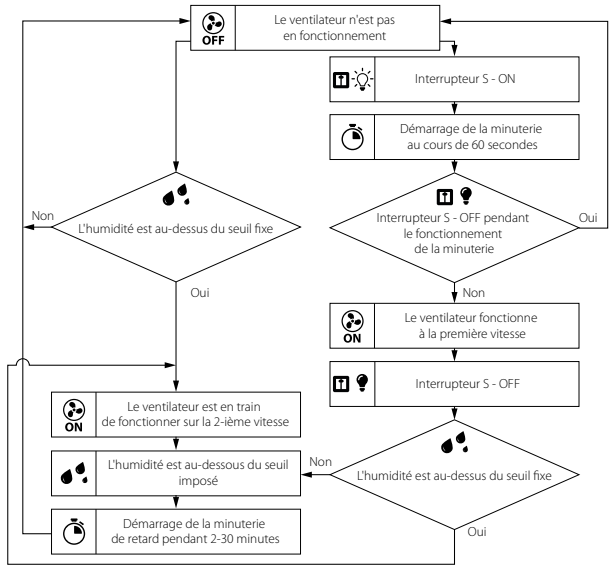 Le ventilateur n'est pas
en fonctionnement
OFF
Interrupteur S - ON
Démarrage de la minuterie
au cours de 60 secondes
Non
L'humidité est au-dessus du seuil fixe
Oui
Interrupteur S - OFF pendant
le fonctionnement
de la minuterie
Oui
Non
Le ventilateur fonctionne
à la première vitesse
ON
Interrupteur S - OFF
Le ventilateur est en train
de fonctionner sur la 2-ième vitesse
ON
L'humidité est au-dessous du seuil
imposé
Non
L'humidité est au-dessus du seuil fixe
Oui
Démarrage de la minuterie
de retard pendant 2-30 minutes